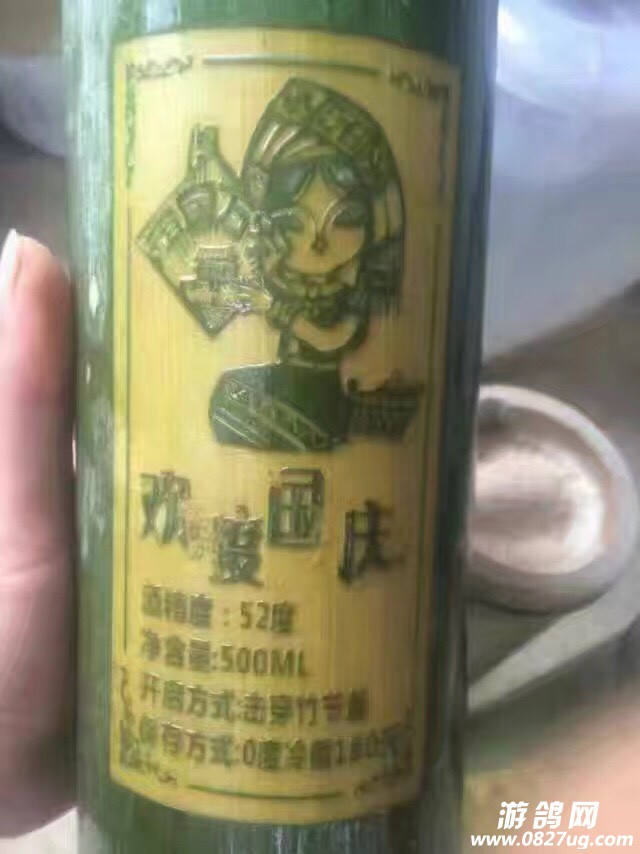 欢度国庆
酒精度：52度
净含量:500ML
开启方式:击穿竹节
保存方式:0度冷藏
游鸽网
www.0827ug.com